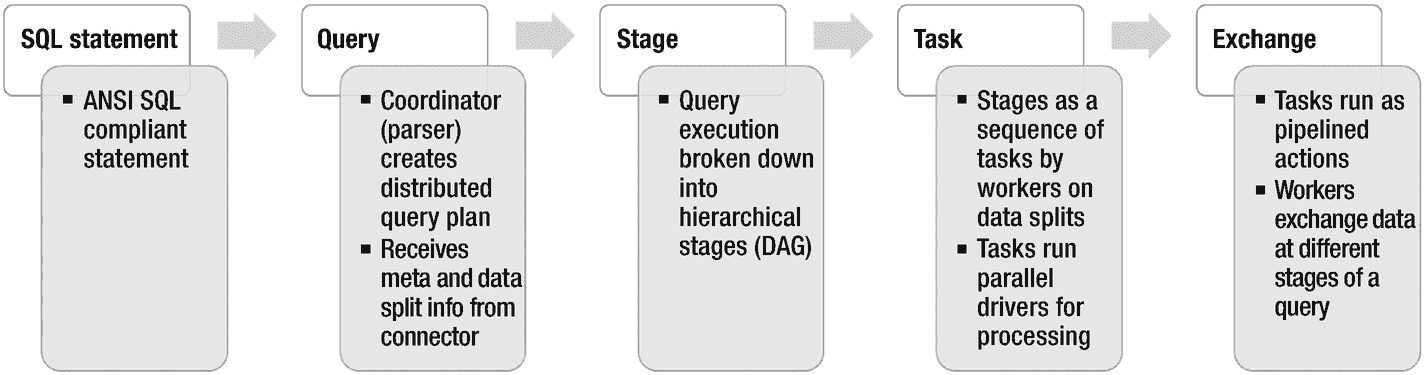 SQL statement
▪ ANSI SQL
compliant
statement
Query
▪ Coordinator
(parser)
creates
distributed
query plan
▪ Receives
meta and data
split info from
connector
Stage
▪ Query
execution
broken down
into
hierarchical
stages (DAG)
Task
▪ Stages as a
sequence of
tasks by
workers on
data splits
▪ Tasks run
parallel
drivers for
processing
Exchange
▪ Tasks run as
pipelined
actions
▪ Workers
exchange data
at different
stages of a
query